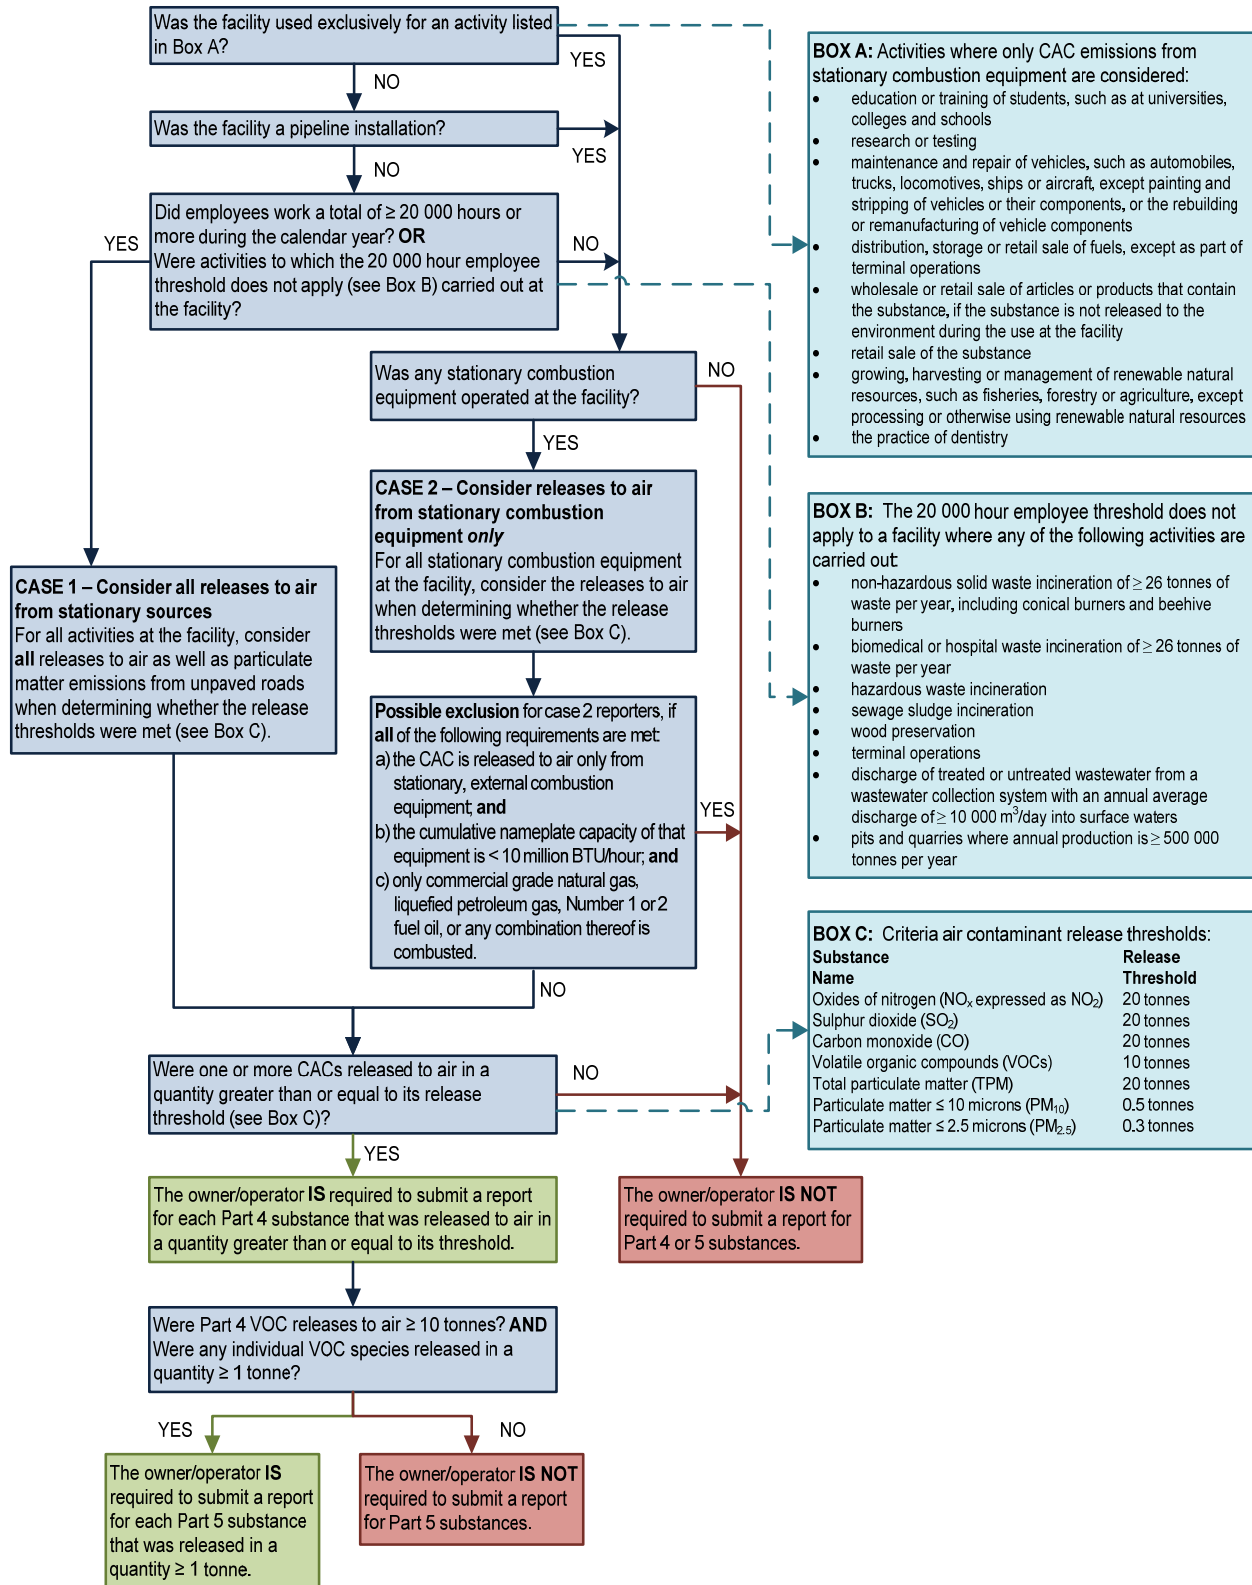 Was the facility used exclusively for an activity listed
in Box A?
YES
NO
Was the facility a pipeline installation?
YES
NO
Did employees work a total of ≥ 20 000 hours or
more during the calendar year? OR
Were activities to which the 20 000 hour employee
threshold does not apply (see Box B) carried out at
the facility?
YES
NO
Was any stationary combustion
equipment operated at the facility?
NO
YES
CASE 1 – Consider all releases to air
from stationary sources
For all activities at the facility, consider
all releases to air as well as particulate
matter emissions from unpaved roads
when determining whether the release
thresholds were met (see Box C).
CASE 2 – Consider releases to air
from stationary combustion
equipment only
For all stationary combustion equipment
at the facility, consider the releases to air
when determining whether the release
thresholds were met (see Box C).
Possible exclusion for case 2 reporters, if
all of the following requirements are met:
a) the CAC is released to air only from
stationary, external combustion
equipment; and
b) the cumulative nameplate capacity of that
equipment is < 10 million BTU/hour; and
c) only commercial grade natural gas,
liquefied petroleum gas, Number 1 or 2
fuel oil, or any combination thereof is
combusted.
YES
NO
Were one or more CACs released to air in a
quantity greater than or equal to its release
threshold (see Box C)?
NO
YES
The owner/operator IS required to submit a report
for each Part 4 substance that was released to air in
a quantity greater than or equal to its threshold.
The owner/operator IS NOT
required to submit a report for
Part 4 or 5 substances.
Were Part 4 VOC releases to air ≥ 10 tonnes? AND
Were any individual VOC species released in a
quantity ≥ 1 tonne?
YES
NO
The owner/operator IS
required to submit a report
for each Part 5 substance
that was released in a
quantity ≥ 1 tonne.
The owner/operator IS NOT
required to submit a report
for Part 5 substances.
BOX A: Activities where only CAC emissions from
stationary combustion equipment are considered:
• education or training of students, such as at universities,
colleges and schools
• research or testing
• maintenance and repair of vehicles, such as automobiles,
trucks, locomotives, ships or aircraft, except painting and
stripping of vehicles or their components, or the rebuilding
or remanufacturing of vehicle components
• distribution, storage or retail sale of fuels, except as part of
terminal operations
• wholesale or retail sale of articles or products that contain
the substance, if the substance is not released to the
environment during the use at the facility
• retail sale of the substance
• growing, harvesting or management of renewable natural
resources, such as fisheries, forestry or agriculture, except
processing or otherwise using renewable natural resources
• the practice of dentistry
BOX B: The 20 000 hour employee threshold does not
apply to a facility where any of the following activities are
carried out:
• non-hazardous solid waste incineration of ≥ 26 tonnes of
waste per year, including conical burners and beehive
burners
• biomedical or hospital waste incineration of ≥ 26 tonnes of
waste per year
• hazardous waste incineration
• sewage sludge incineration
• wood preservation
• terminal operations
• discharge of treated or untreated wastewater from a
wastewater collection system with an annual average
discharge of ≥ 10 000 m³/day into surface waters
• pits and quarries where annual production is ≥ 500 000
tonnes per year
BOX C: Criteria air contaminant release thresholds:
Substance Release
Name Threshold
Oxides of nitrogen (NOₓ expressed as NO₂) 20 tonnes
Sulphur dioxide (SO₂) 20 tonnes
Carbon monoxide (CO) 20 tonnes
Volatile organic compounds (VOCs) 10 tonnes
Total particulate matter (TPM) 20 tonnes
Particulate matter ≤ 10 microns (PM₁₀) 0.5 tonnes
Particulate matter ≤ 2.5 microns (PM₂.₅) 0.3 tonnes